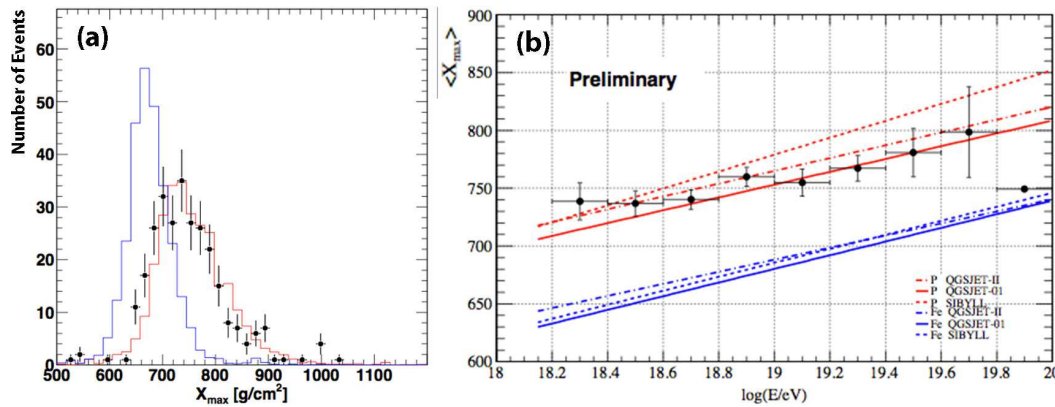 (a)
Number of Events
60
50
40
30
20
10
0
500 600 700 800 900 1000 1100
Xmax [g/cm²]
(b)
<Xmax>
Preliminary
900
850
800
750
700
650
600
P QGSJET-II
P QGSJET-01
P SIBYLL
Fe QGSJET-II
Fe QGSJET-01
Fe SIBYLL
18 18.2 18.4 18.6 18.8 19 19.2 19.4 19.6 19.8 20
log(E/eV)